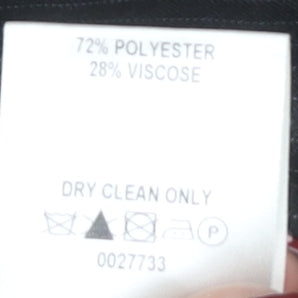 72% POLYESTER
28% VISCOSE
DRY CLEAN ONLY
P
0027733